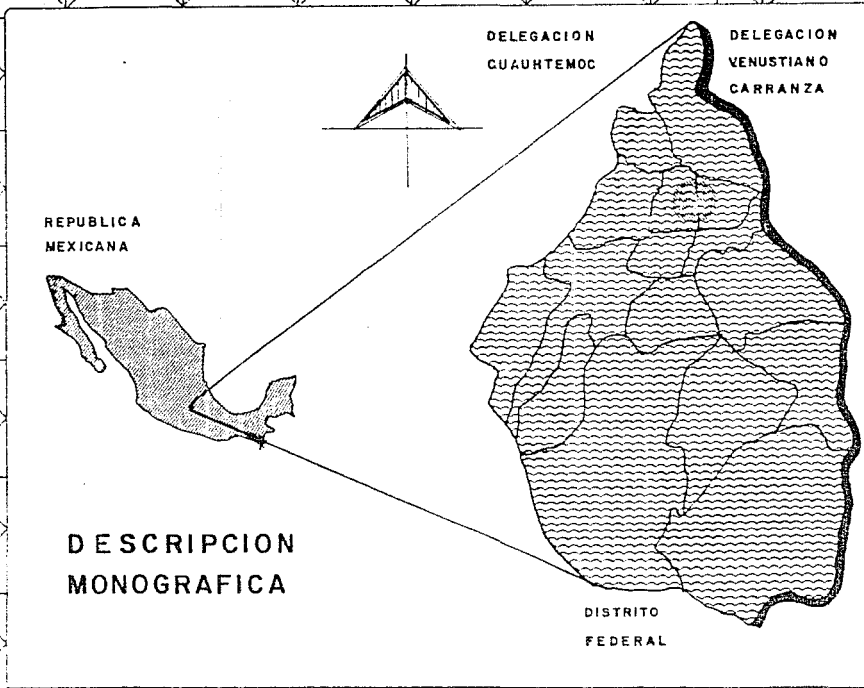 DELEGACION
CUAUHTEMOC
DELEGACION
VENUSTIANO
CARRANZA
REPUBLICA
MEXICANA
DESCRIPCION
MONOGRAFICA
DISTRITO
FEDERAL